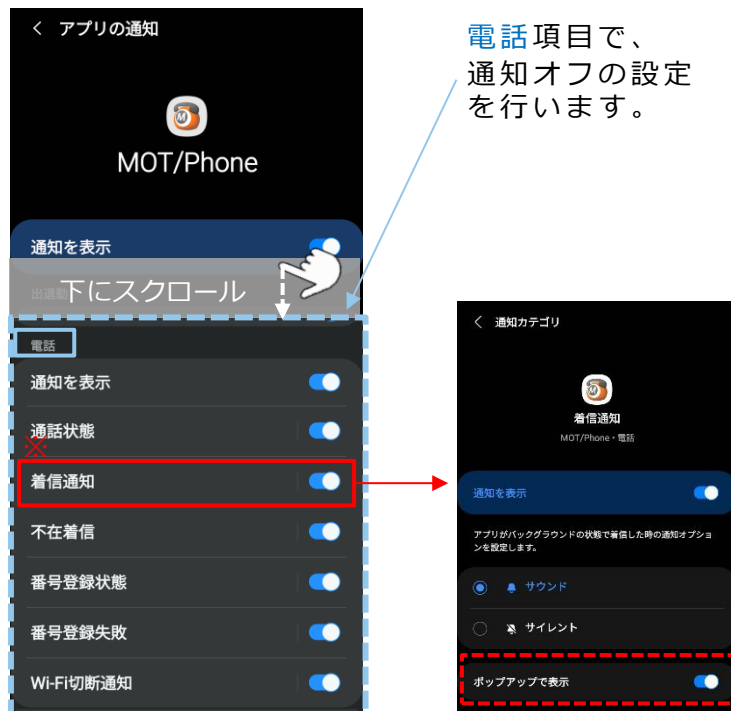 アプリの通知
MOT/Phone
通知を表示
下にスクロール
電話
通知を表示
通話状態
※
着信通知
不在着信
番号登録状態
番号登録失敗
Wi-Fi切断通知
電話項目で、
通知オフの設定
を行います。
通知カテゴリ
着信通知
MOT/Phone・電話
通知を表示
アプリがバックグラウンドの状態で着信した時の通知オプショ
ンを設定します。
サウンド
サイレント
ポップアップで表示